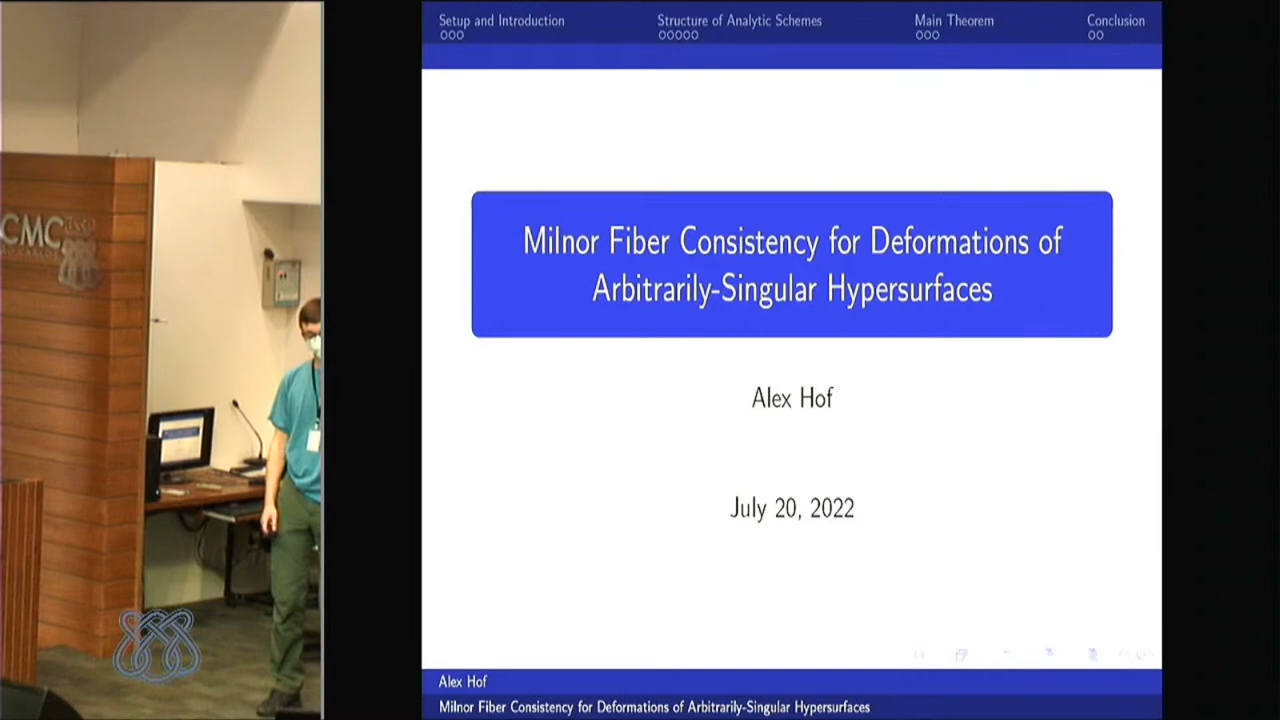 Setup and Introduction
Structure of Analytic Schemes
Main Theorem
Conclusion
CMC
Milnor Fiber Consistency for Deformations of
Arbitrarily-Singular Hypersurfaces
Alex Hof
July 20, 2022
Alex Hof
Milnor Fiber Consistency for Deformations of Arbitrarily-Singular Hypersurfaces